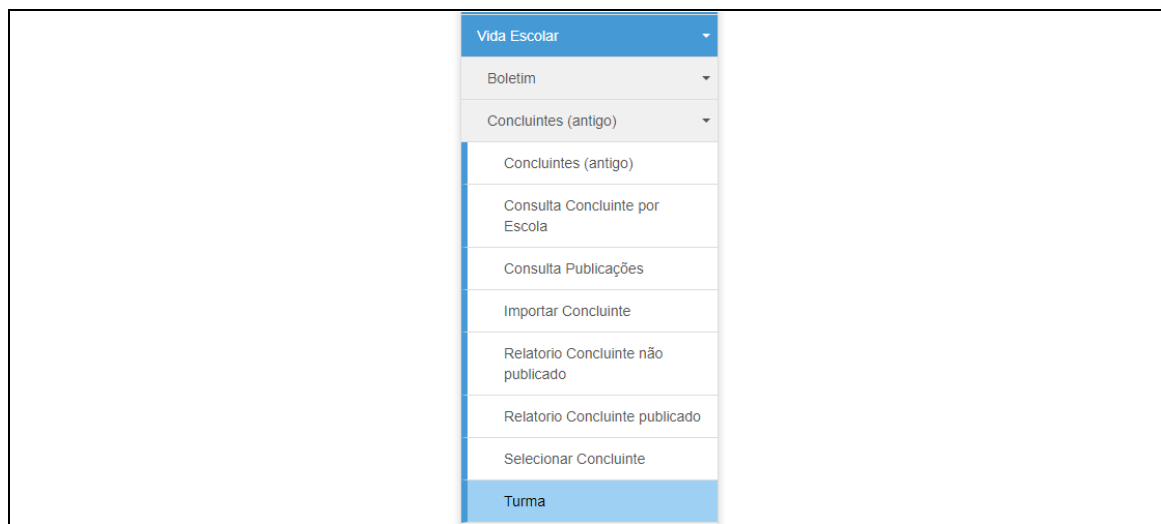 Vida Escolar
Boletim
Concluintes (antigo)
Concluintes (antigo)
Consulta Concluinte por
Escola
Consulta Publicações
Importar Concluinte
Relatorio Concluinte não
publicado
Relatorio Concluinte publicado
Selecionar Concluinte
Turma